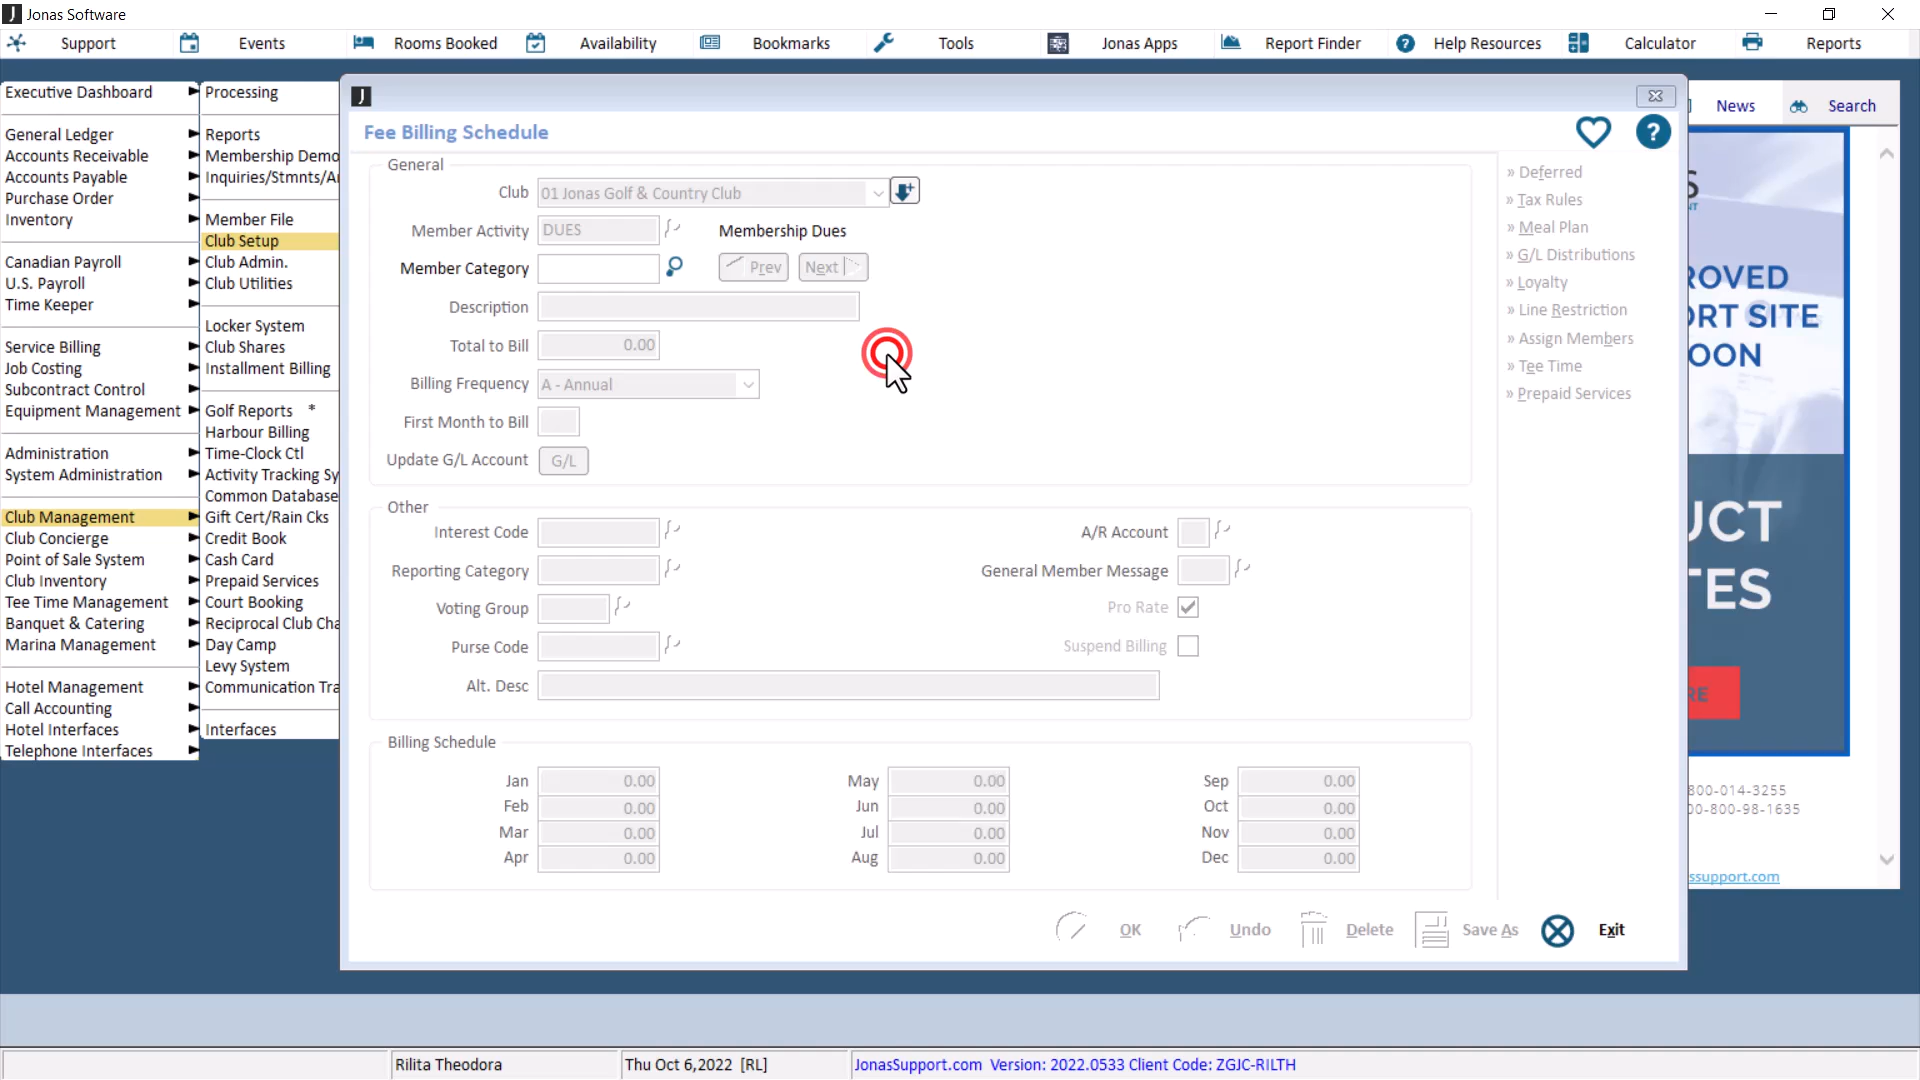 Jonas Software
Support
Events
Rooms Booked
Availability
Bookmarks
Tools
Jonas Apps
Report Finder
Help Resources
Calculator
Reports
Executive Dashboard
General Ledger
Accounts Receivable
Accounts Payable
Purchase Order
Inventory
Canadian Payroll
U.S. Payroll
Time Keeper
Service Billing
Job Costing
Subcontract Control
Equipment Management
Administration
System Administration
Club Management
Club Concierge
Point of Sale System
Club Inventory
Tee Time Management
Banquet & Catering
Marina Management
Hotel Management
Call Accounting
Hotel Interfaces
Telephone Interfaces
Processing
Reports
Membership Demo
Inquiries/Stmnts/A
Member File
Club Setup
Club Admin.
Club Utilities
Locker System
Club Shares
Installment Billing
Golf Reports *
Harbour Billing
Time-Clock Ctl
Activity Tracking Sy
Common Database
Gift Cert/Rain Cks
Credit Book
Cash Card
Prepaid Services
Court Booking
Reciprocal Club Cha
Day Camp
Levy System
Communication Tra
Interfaces
J
Fee Billing Schedule
?
General
Club 01 Jonas Golf & Country Club
Member Activity DUES Membership Dues
Member Category Prev Next
Description
Total to Bill 0.00
Billing Frequency A - Annual
First Month to Bill
Update G/L Account G/L
Other
Interest Code A/R Account
Reporting Category General Member Message
Voting Group Pro Rate
Purse Code Suspend Billing
Alt. Desc
Billing Schedule
Jan 0.00 May 0.00 Sep 0.00
Feb 0.00 Jun 0.00 Oct 0.00
Mar 0.00 Jul 0.00 Nov 0.00
Apr 0.00 Aug 0.00 Dec 0.00
OK Undo Delete Save As Exit
» Deferred
» Tax Rules
» Meal Plan
» G/L Distributions
» Loyalty
» Line Restriction
» Assign Members
» Tee Time
» Prepaid Services
News Search
ROVED
ORT SITE
OON
UCT
TES
RE
800-014-3255
00-800-98-1635
ssupport.com
Rilita Theodora
Thu Oct 6,2022 [RL]
JonasSupport.com Version: 2022.0533 Client Code: ZGJC-RILTH